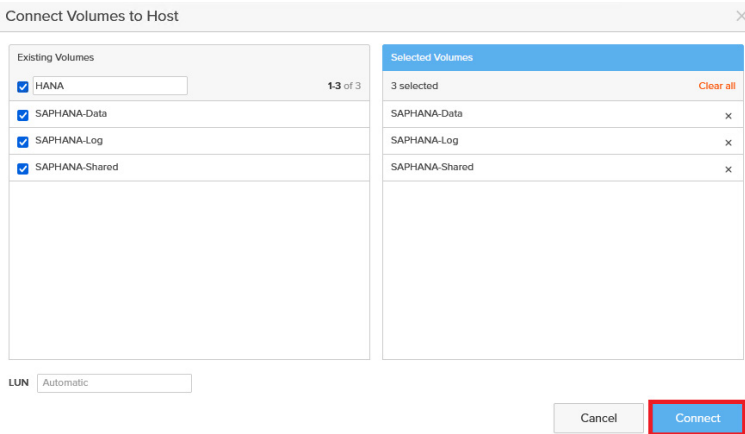 Connect Volumes to Host
Existing Volumes
HANA 1-3 of 3
SAPHANA-Data
SAPHANA-Log
SAPHANA-Shared
Selected Volumes
3 selected Clear all
SAPHANA-Data
SAPHANA-Log
SAPHANA-Shared
LUN Automatic
Cancel Connect